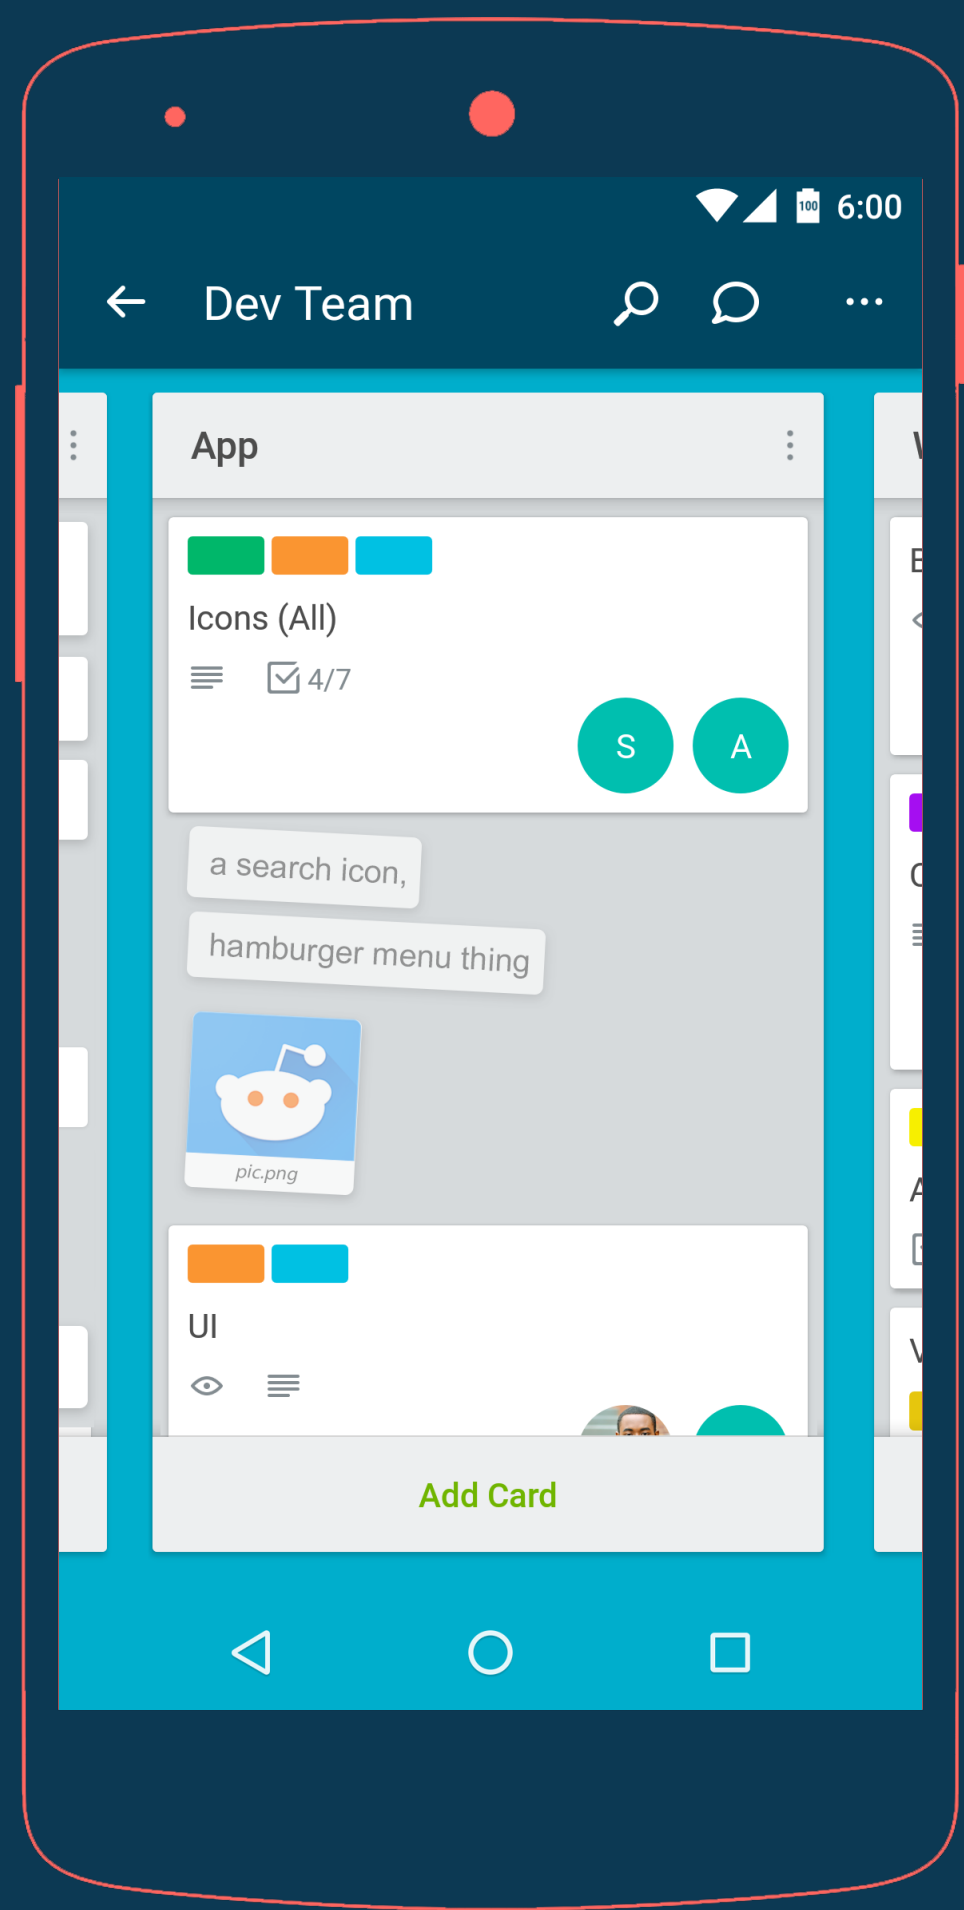 100 6:00
Dev Team
App
Icons (All)
4/7
S A
a search icon,
hamburger menu thing
pic.png
UI
Add Card